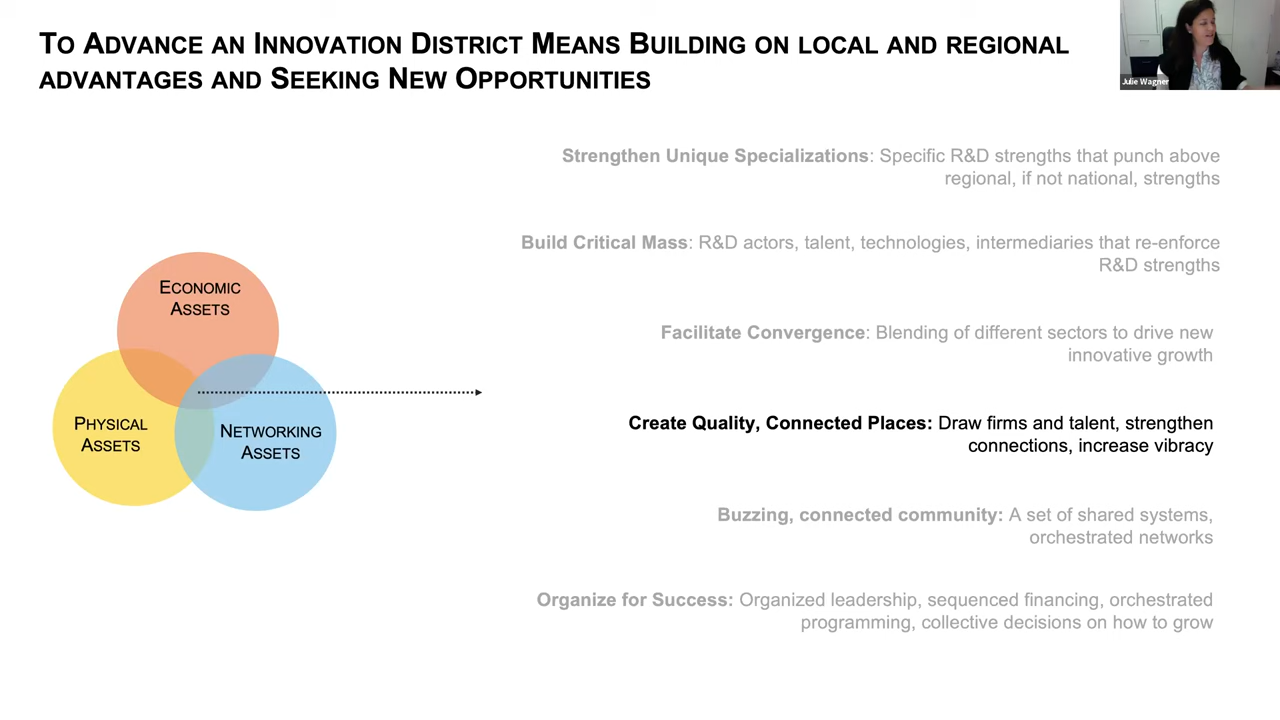 TO ADVANCE AN INNOVATION DISTRICT MEANS BUILDING ON LOCAL AND REGIONAL
ADVANTAGES AND SEEKING NEW OPPORTUNITIES
Julie Wagner
Strengthen Unique Specializations: Specific R&D strengths that punch above
regional, if not national, strengths
Build Critical Mass: R&D actors, talent, technologies, intermediaries that re-enforce
R&D strengths
ECONOMIC
ASSETS
Facilitate Convergence: Blending of different sectors to drive new
innovative growth
PHYSICAL
ASSETS
NETWORKING
ASSETS
Create Quality, Connected Places: Draw firms and talent, strengthen
connections, increase vibracy
Buzzing, connected community: A set of shared systems,
orchestrated networks
Organize for Success: Organized leadership, sequenced financing, orchestrated
programming, collective decisions on how to grow